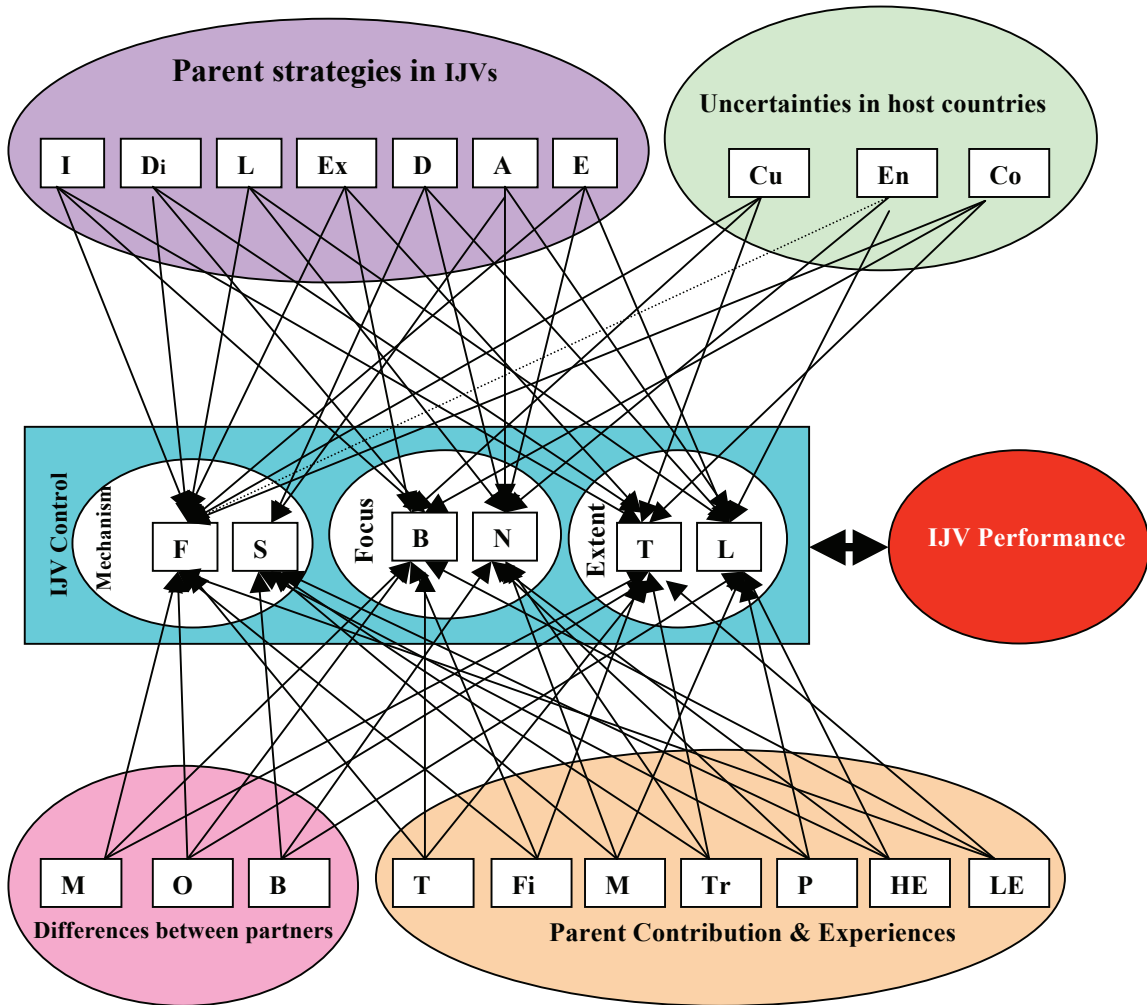 Parent strategies in IJVs
I Di L Ex D A E
Uncertainties in host countries
Cu En Co
IJV Control
Mechanism
F S
Focus
B N
Extent
T L
IJV Performance
M O B
Differences between partners
T Fi M Tr P HE LE
Parent Contribution & Experiences